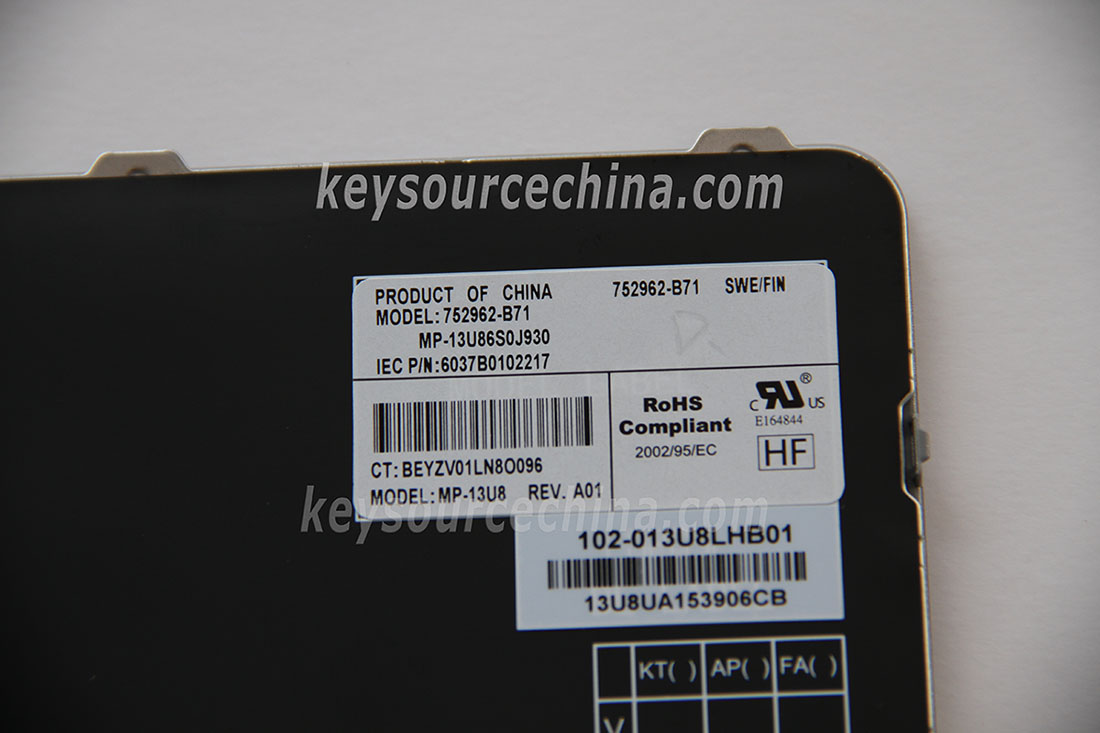 keysourcechina.com
PRODUCT OF CHINA 752962-B71 SWE/FIN
MODEL:752962-B71
MP-13U86S0J930
IEC P/N:6037B0102217
RoHS
Compliant
2002/95/EC
C RU ® US
E164844
HF
CT:BEYZV01LN8O096
MODEL:MP-13U8 REV. A01
keysourcechina.com
102-013U8LHB01
13U8UA153906CB
KT( ) AP( ) FA( )